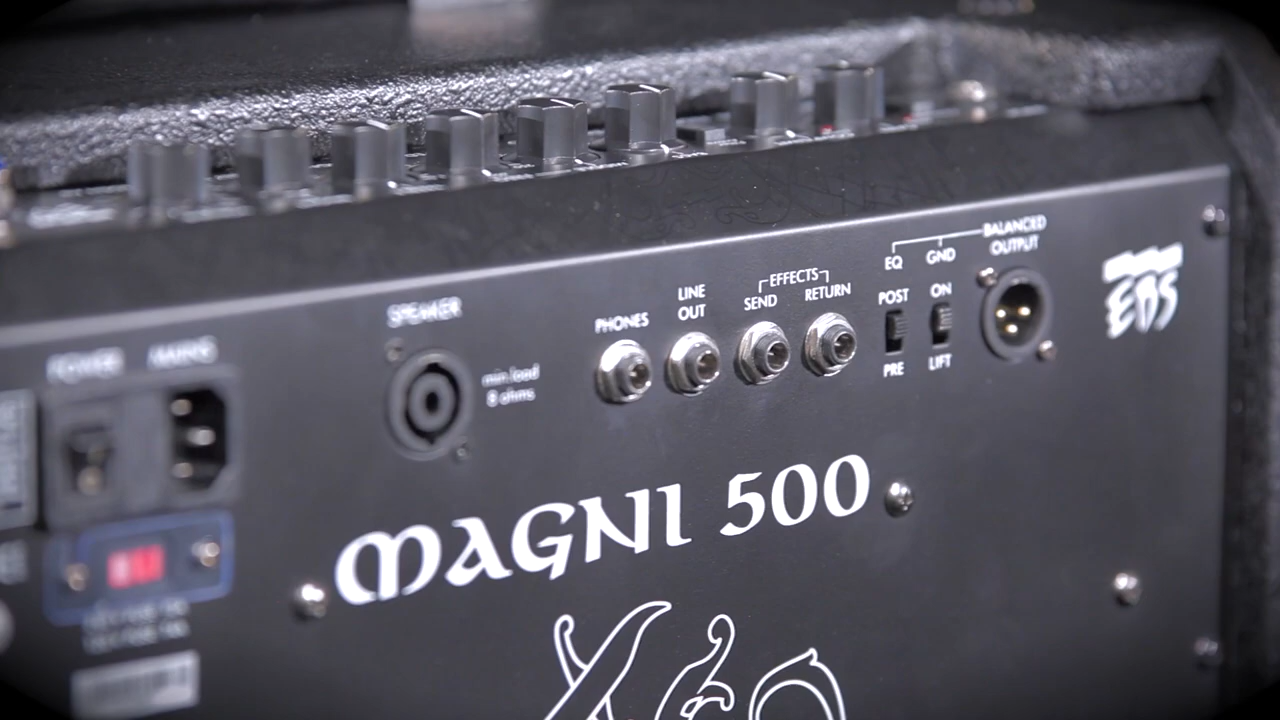 BALANCED
OUTPUT
EQ
GND
EFFECTS
SEND
RETURN
LINE
OUT
PHONES
SPEAKER
POST
ON
PRE
LIFT
EBS
min.load
8 ohms
POWER
MAINS
MAGNI 500